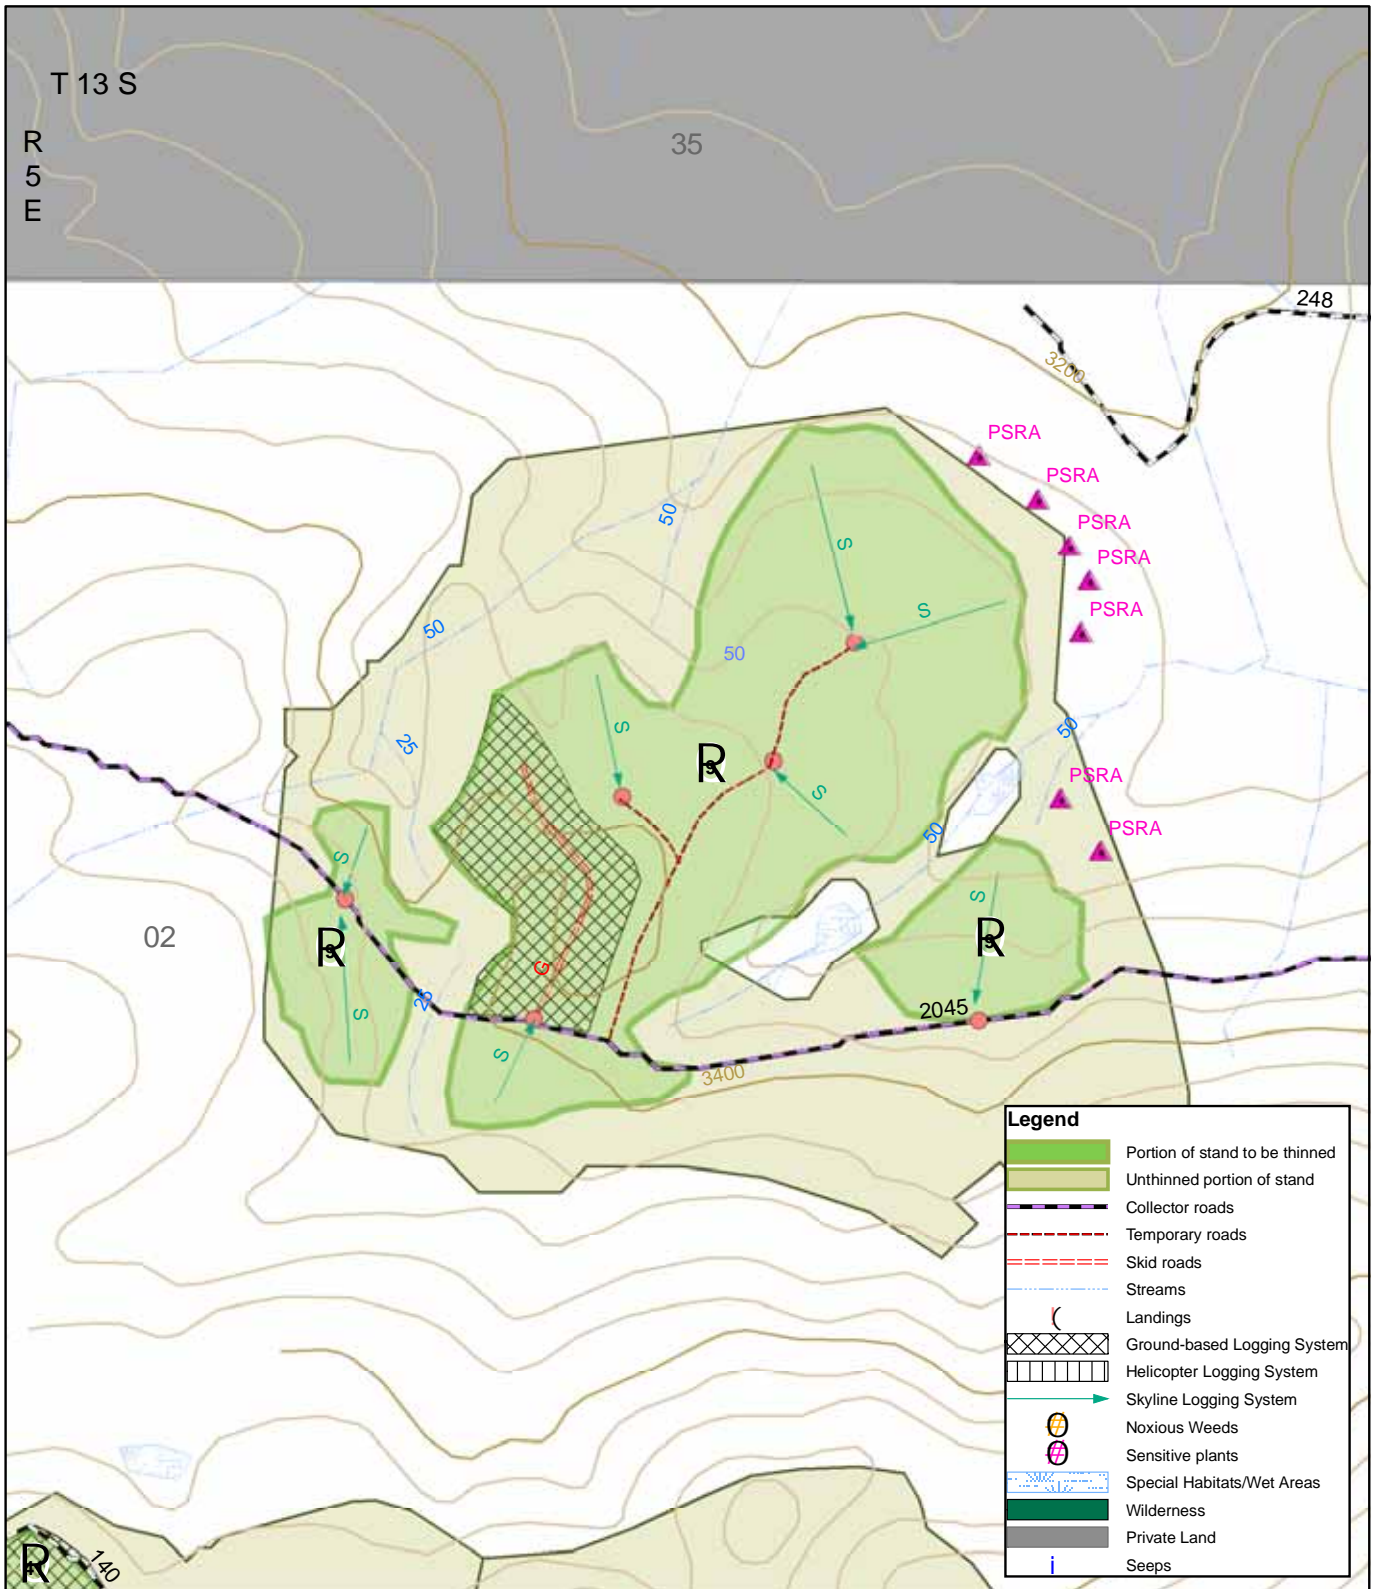 T 13 S
R
5
E
35
248
3200
PSRA
PSRA
PSRA
PSRA
PSRA
50
S
S
50
50
S
50
25
R
9
S
PSRA
50
PSRA
S
S
02
R
9
R
9
G
25
S
2045
S
3400
Legend
Portion of stand to be thinned
Unthinned portion of stand
Collector roads
Temporary roads
Skid roads
Streams
Landings
Ground-based Logging System
Helicopter Logging System
Skyline Logging System
Noxious Weeds
Sensitive plants
Special Habitats/Wet Areas
Wilderness
Private Land
i Seeps
R
140